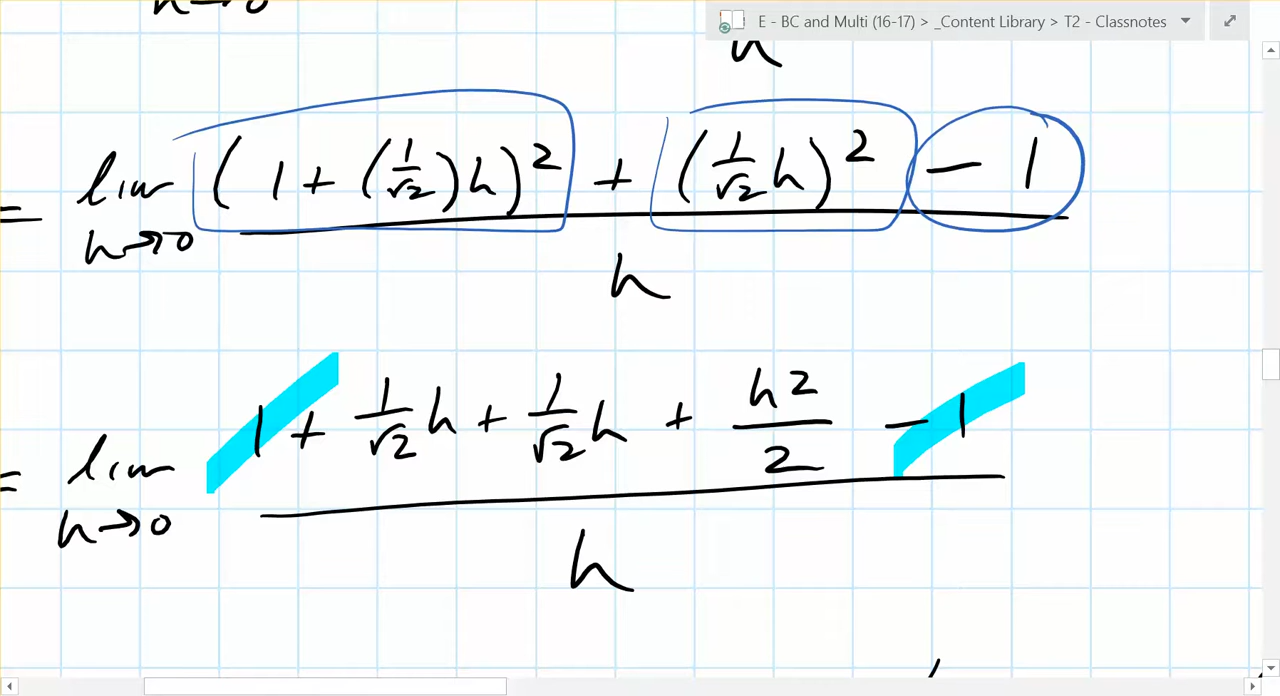 h→0
E - BC and Multi (16-17) > _Content Library > T2 - Classnotes
h
= lim h→0 ( 1 + (1/√2)h )² + (1/√2 h)² - 1
h
= lim h→0 1 + 1/√2 h + 1/√2 h + h²/2 - 1
h